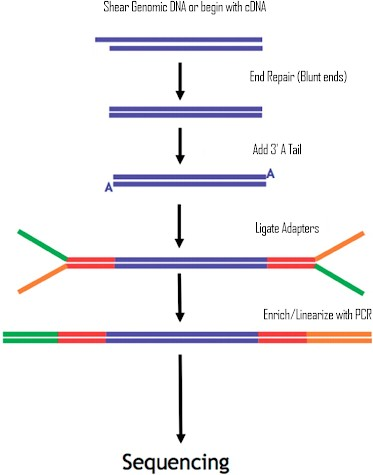 Shear Genomic DNA or begin with cDNA
End Repair (Blunt ends)
Add 3' A Tail
A
A
Ligate Adapters
Enrich/Linearize with PCR
Sequencing